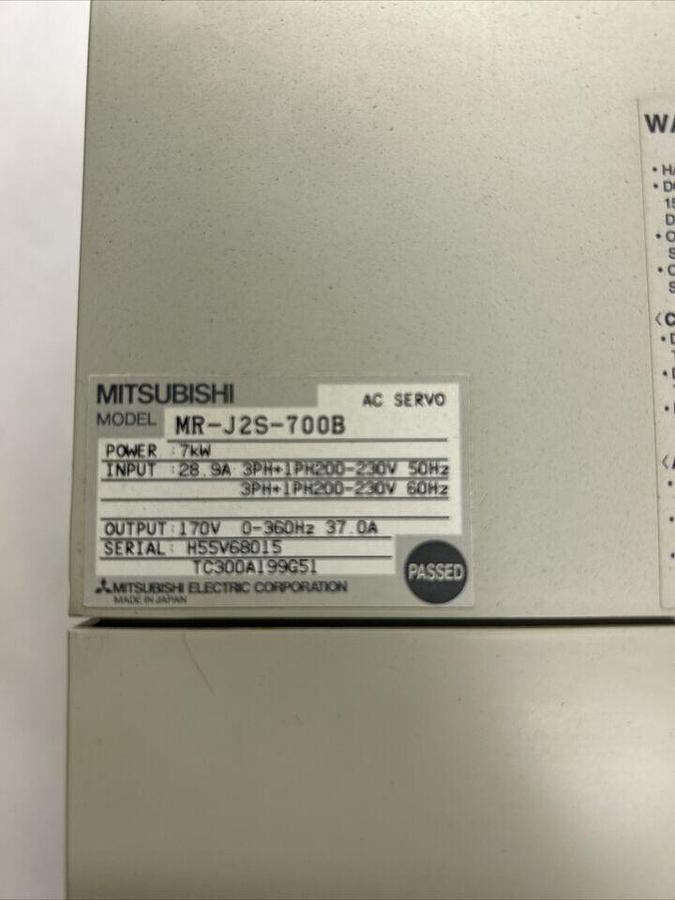 MITSUBISHI
AC SERVO
MODEL MR-J2S-700B
POWER : 7kW
INPUT : 28.9A 3PH+1PH200-230V 50Hz
3PH+1PH200-230V 60Hz
OUTPUT : 170V 0-360Hz 37.0A
SERIAL : H55V68015
TC300A199G51
PASSED
MITSUBISHI ELECTRIC CORPORATION
MADE IN JAPAN